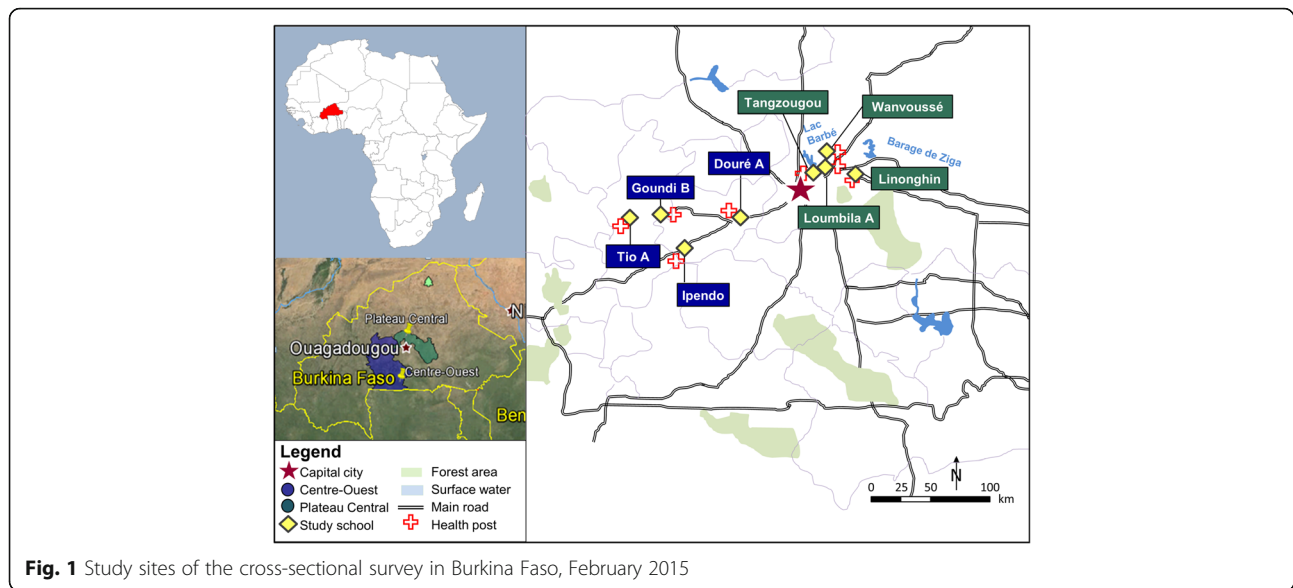 Tangzougou
Wanvoussé
Lac
Barbé
Barage de Ziga
Douré A
Goundi B
Linonghin
Loumbila A
Tio A
Ipendo
Plateau Central
N
Ouagadougou
Centre-Ouest
Burkina Faso
Ben
Legend
Capital city
Centre-Ouest
Plateau Central
Study school
Forest area
Surface water
Main road
Health post
N
0 25 50 100
km
Fig. 1 Study sites of the cross-sectional survey in Burkina Faso, February 2015